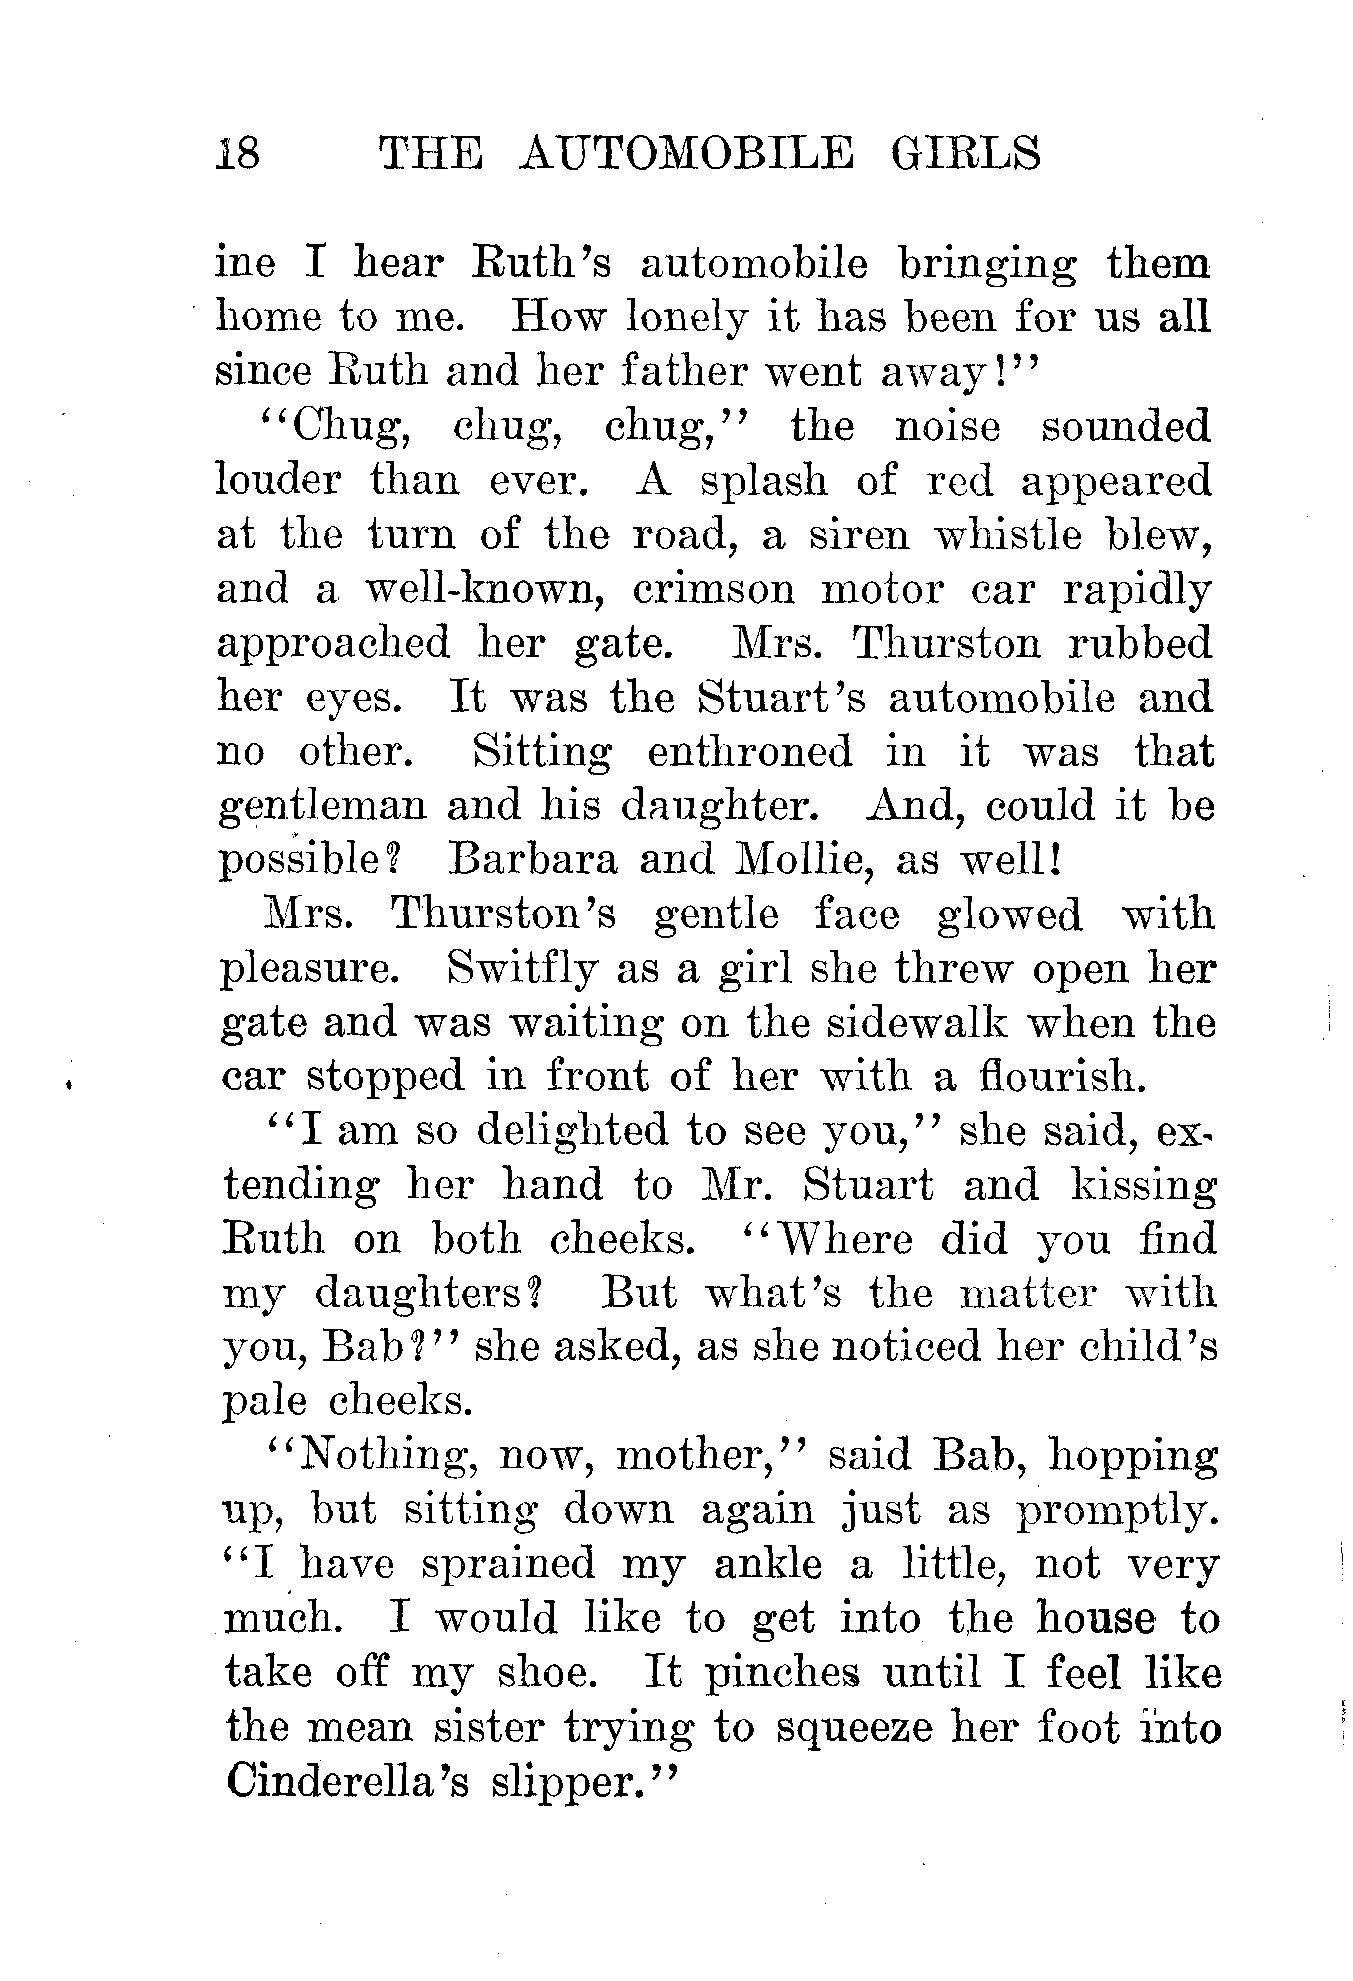 18 THE AUTOMOBILE GIRLS
ine I hear Ruth's automobile bringing them
home to me. How lonely it has been for us all
since Ruth and her father went away!"
"Chug, chug, chug," the noise sounded
louder than ever. A splash of red appeared
at the turn of the road, a siren whistle blew,
and a well-known, crimson motor car rapidly
approached her gate. Mrs. Thurston rubbed
her eyes. It was the Stuart's automobile and
no other. Sitting enthroned in it was that
gentleman and his daughter. And, could it be
possible? Barbara and Mollie, as well!
Mrs. Thurston's gentle face glowed with
pleasure. Switfly as a girl she threw open her
gate and was waiting on the sidewalk when the
car stopped in front of her with a flourish.
"I am so delighted to see you," she said, ex-
tending her hand to Mr. Stuart and kissing
Ruth on both cheeks. "Where did you find
my daughters? But what's the matter with
you, Bab?" she asked, as she noticed her child's
pale cheeks.
"Nothing, now, mother," said Bab, hopping
up, but sitting down again just as promptly.
"I have sprained my ankle a little, not very
much. I would like to get into the house to
take off my shoe. It pinches until I feel like
the mean sister trying to squeeze her foot into
Cinderella's slipper."